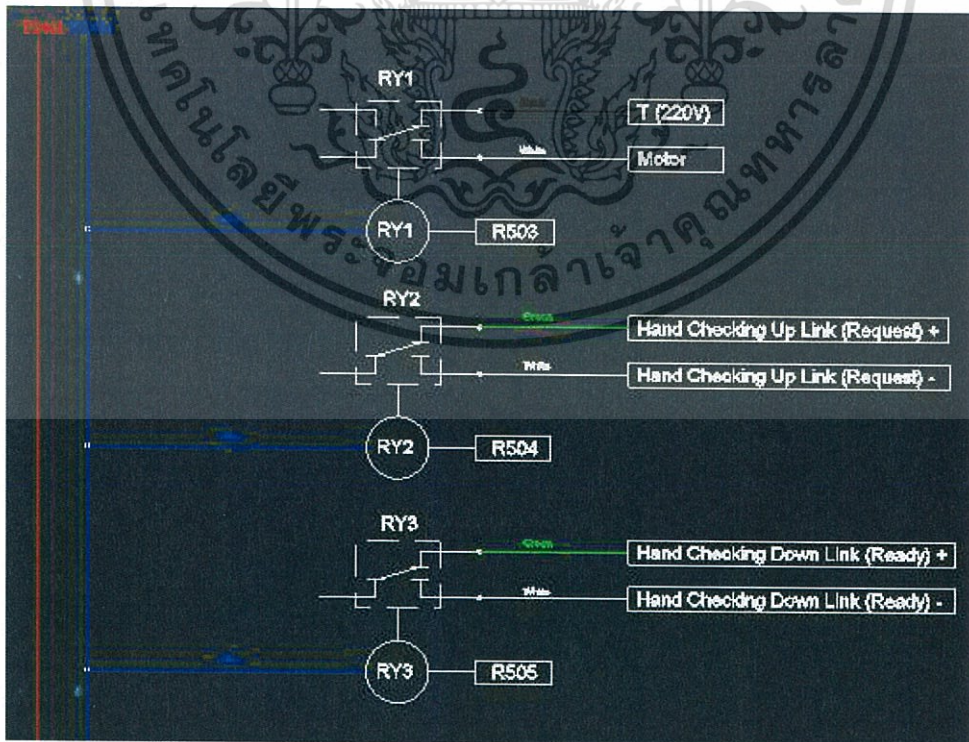 RY1
T (220V)
Motor
RY1
R503
RY2
Green
Hand Checking Up Link (Request) +
White
Hand Checking Up Link (Request) -
RY2
R504
RY3
Green
Hand Checking Down Link (Ready) +
White
Hand Checking Down Link (Ready) -
RY3
R505